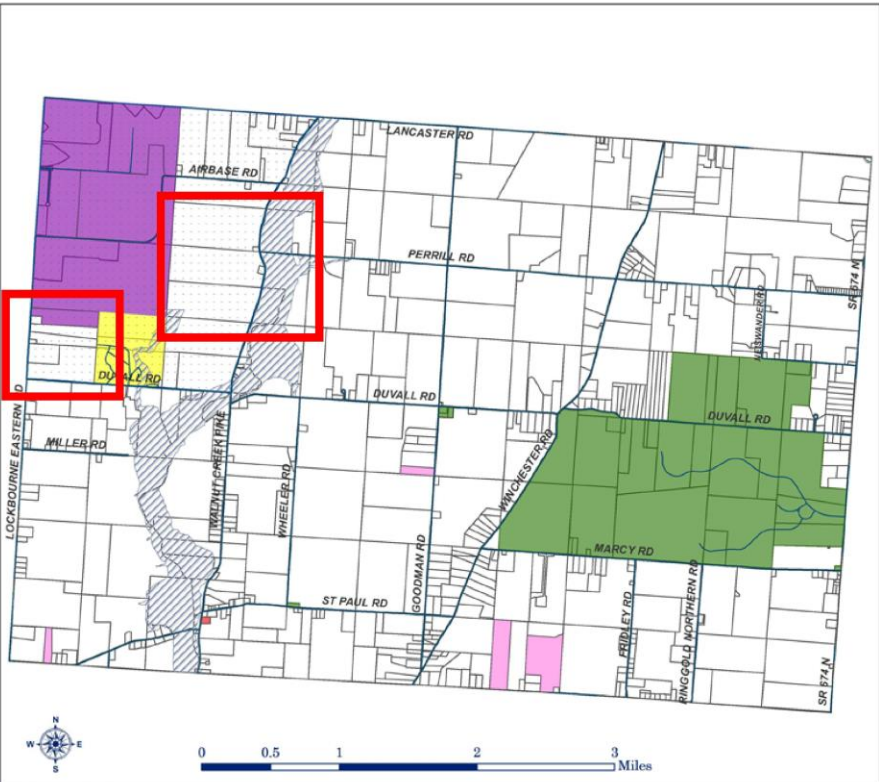 LANCASTER RD
AIRBASE RD
PERRILL RD
SR 674 N
HEISWANDER RD
DUVALL RD
DUVALL RD
DUVALL RD
MILLER RD
LOCKBOURNE EASTERN RD
WALNUT CREEK PIKE
WHEELER RD
WINCHESTER RD
GOODMAN RD
MARCY RD
ST PAUL RD
FRIDLEY RD
RINGGOLD NORTHERN RD
SR 674 N
N
W E
S
0 0.5 1 2 3
Miles